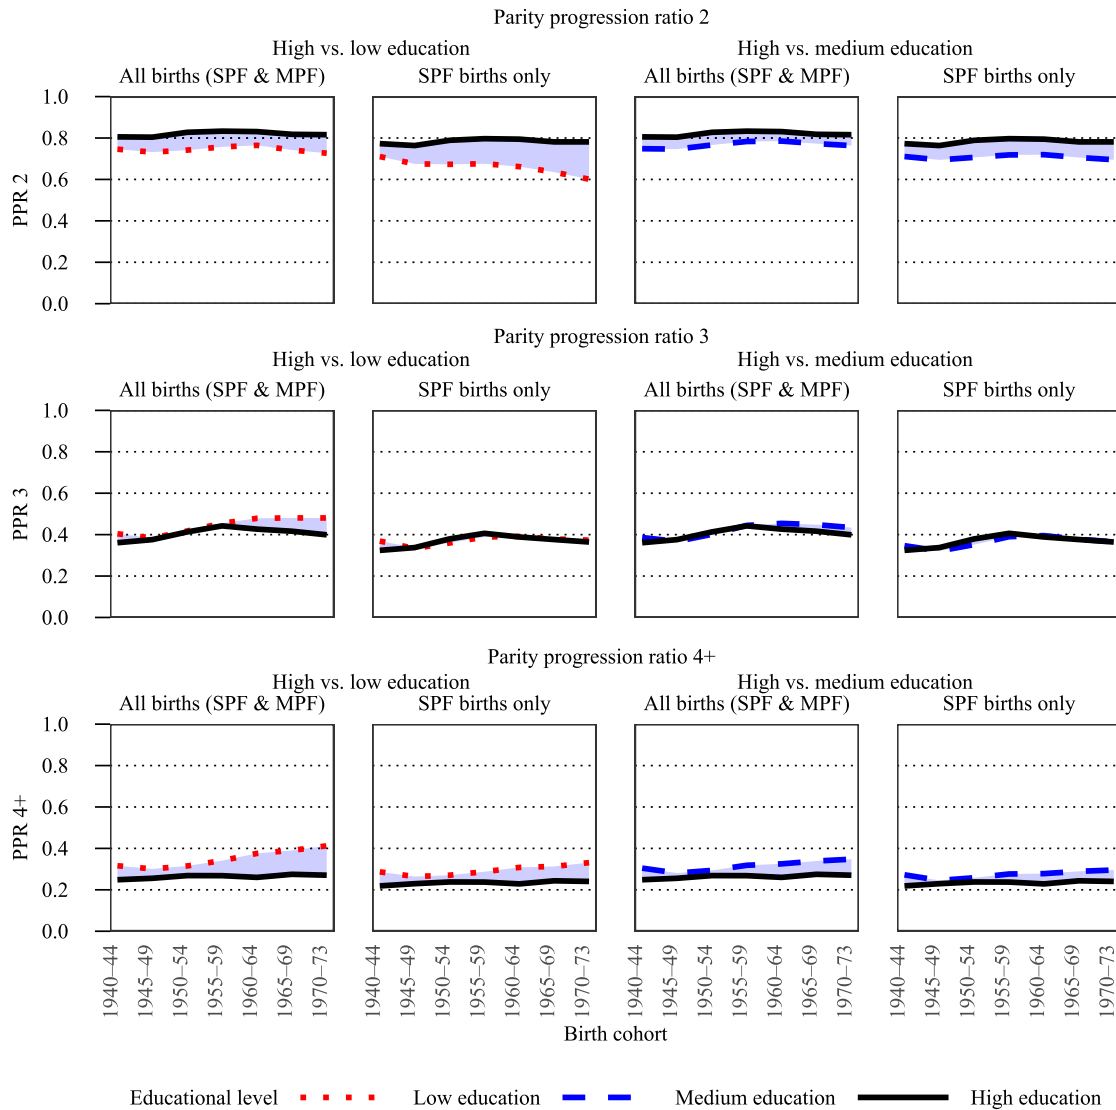 Parity progression ratio 2
High vs. low education High vs. medium education
All births (SPF & MPF) SPF births only All births (SPF & MPF) SPF births only
1.0
0.8
0.6
0.4
0.2
0.0
PPR 2
Parity progression ratio 3
High vs. low education High vs. medium education
All births (SPF & MPF) SPF births only All births (SPF & MPF) SPF births only
1.0
0.8
0.6
0.4
0.2
0.0
PPR 3
Parity progression ratio 4+
High vs. low education High vs. medium education
All births (SPF & MPF) SPF births only All births (SPF & MPF) SPF births only
1.0
0.8
0.6
0.4
0.2
0.0
PPR 4+
1940–44 1945–49 1950–54 1955–59 1960–64 1965–69 1970–73 1940–44 1945–49 1950–54 1955–59 1960–64 1965–69 1970–73 1940–44 1945–49 1950–54 1955–59 1960–64 1965–69 1970–73 1940–44 1945–49 1950–54 1955–59 1960–64 1965–69 1970–73
Birth cohort
Educational level Low education Medium education High education